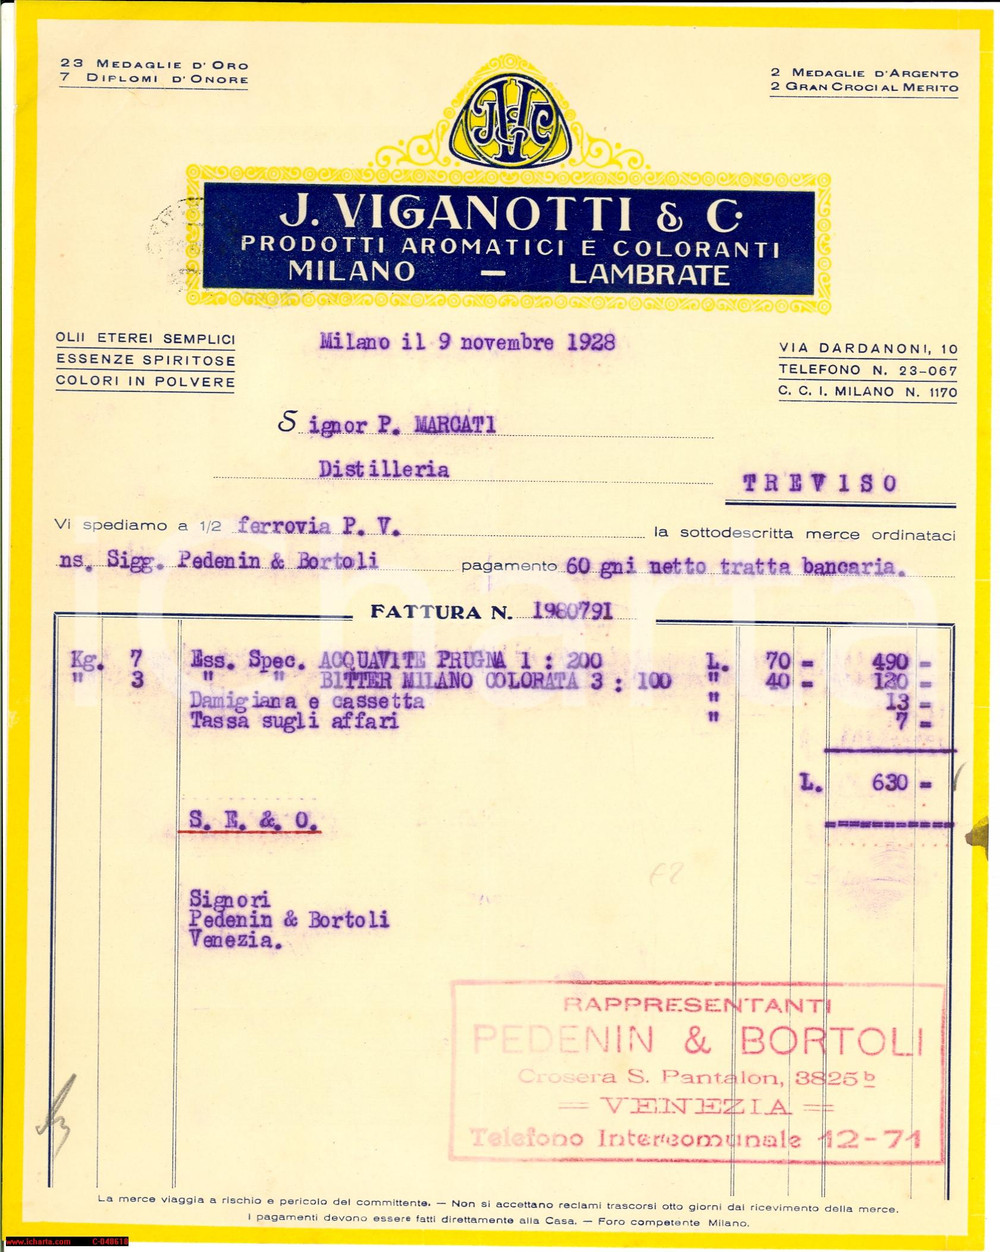 23 MEDAGLIE D'ORO
7 DIPLOMI D'ONORE
2 MEDAGLIE D'ARGENTO
2 GRAN CROCI AL MERITO
J. VIGANOTTI & C.
PRODOTTI AROMATICI E COLORANTI
MILANO — LAMBRATE
OLII ETEREI SEMPLICI
ESSENZE SPIRITOSE
COLORI IN POLVERE
Milano il 9 novembre 1928
VIA DARDANONI, 10
TELEFONO N. 23-067
C. C. I. MILANO N. 1170
Signor P. MARCATI
Distilleria
TREVISO
Vi spediamo a 1/2 ferrovia P. V. la sottodescritta merce ordinataci
ns. Sigg. Pedenin & Bortoli pagamento 60 gni netto tratta bancaria.
FATTURA N. 1980791
Kg. 7 Ess. Spec. ACQUAVITE PRUGNA 1 : 200 L. 70 = 490 =
" 3 " " BITTER MILANO COLORATA 3 : 100 " 40 = 120 =
Damigiana e cassetta " 13 =
Tassa sugli affari " 7 =
L. 630 =
S. E. & O.
Signori
Pedenin & Bortoli
Venezia.
RAPPRESENTANTI
PEDENIN & BORTOLI
Crosera S. Pantalon, 3825 b
= VENEZIA =
Telefono Intercomunale 12-71
La merce viaggia a rischio e pericolo del committente. — Non si accettano reclami trascorsi otto giorni dal ricevimento della merce.
I pagamenti devono essere fatti direttamente alla Casa. — Foro competente Milano.
www.icharta.com C-040610
icharta